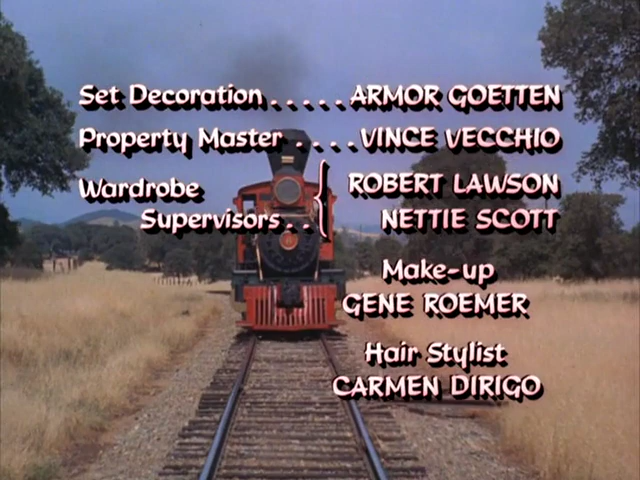 Set Decoration.....ARMOR GOETTEN
Property Master ....VINCE VECCHIO
Wardrobe
Supervisors.. { ROBERT LAWSON
NETTIE SCOTT
Make-up
GENE ROEMER
Hair Stylist
CARMEN DIRIGO